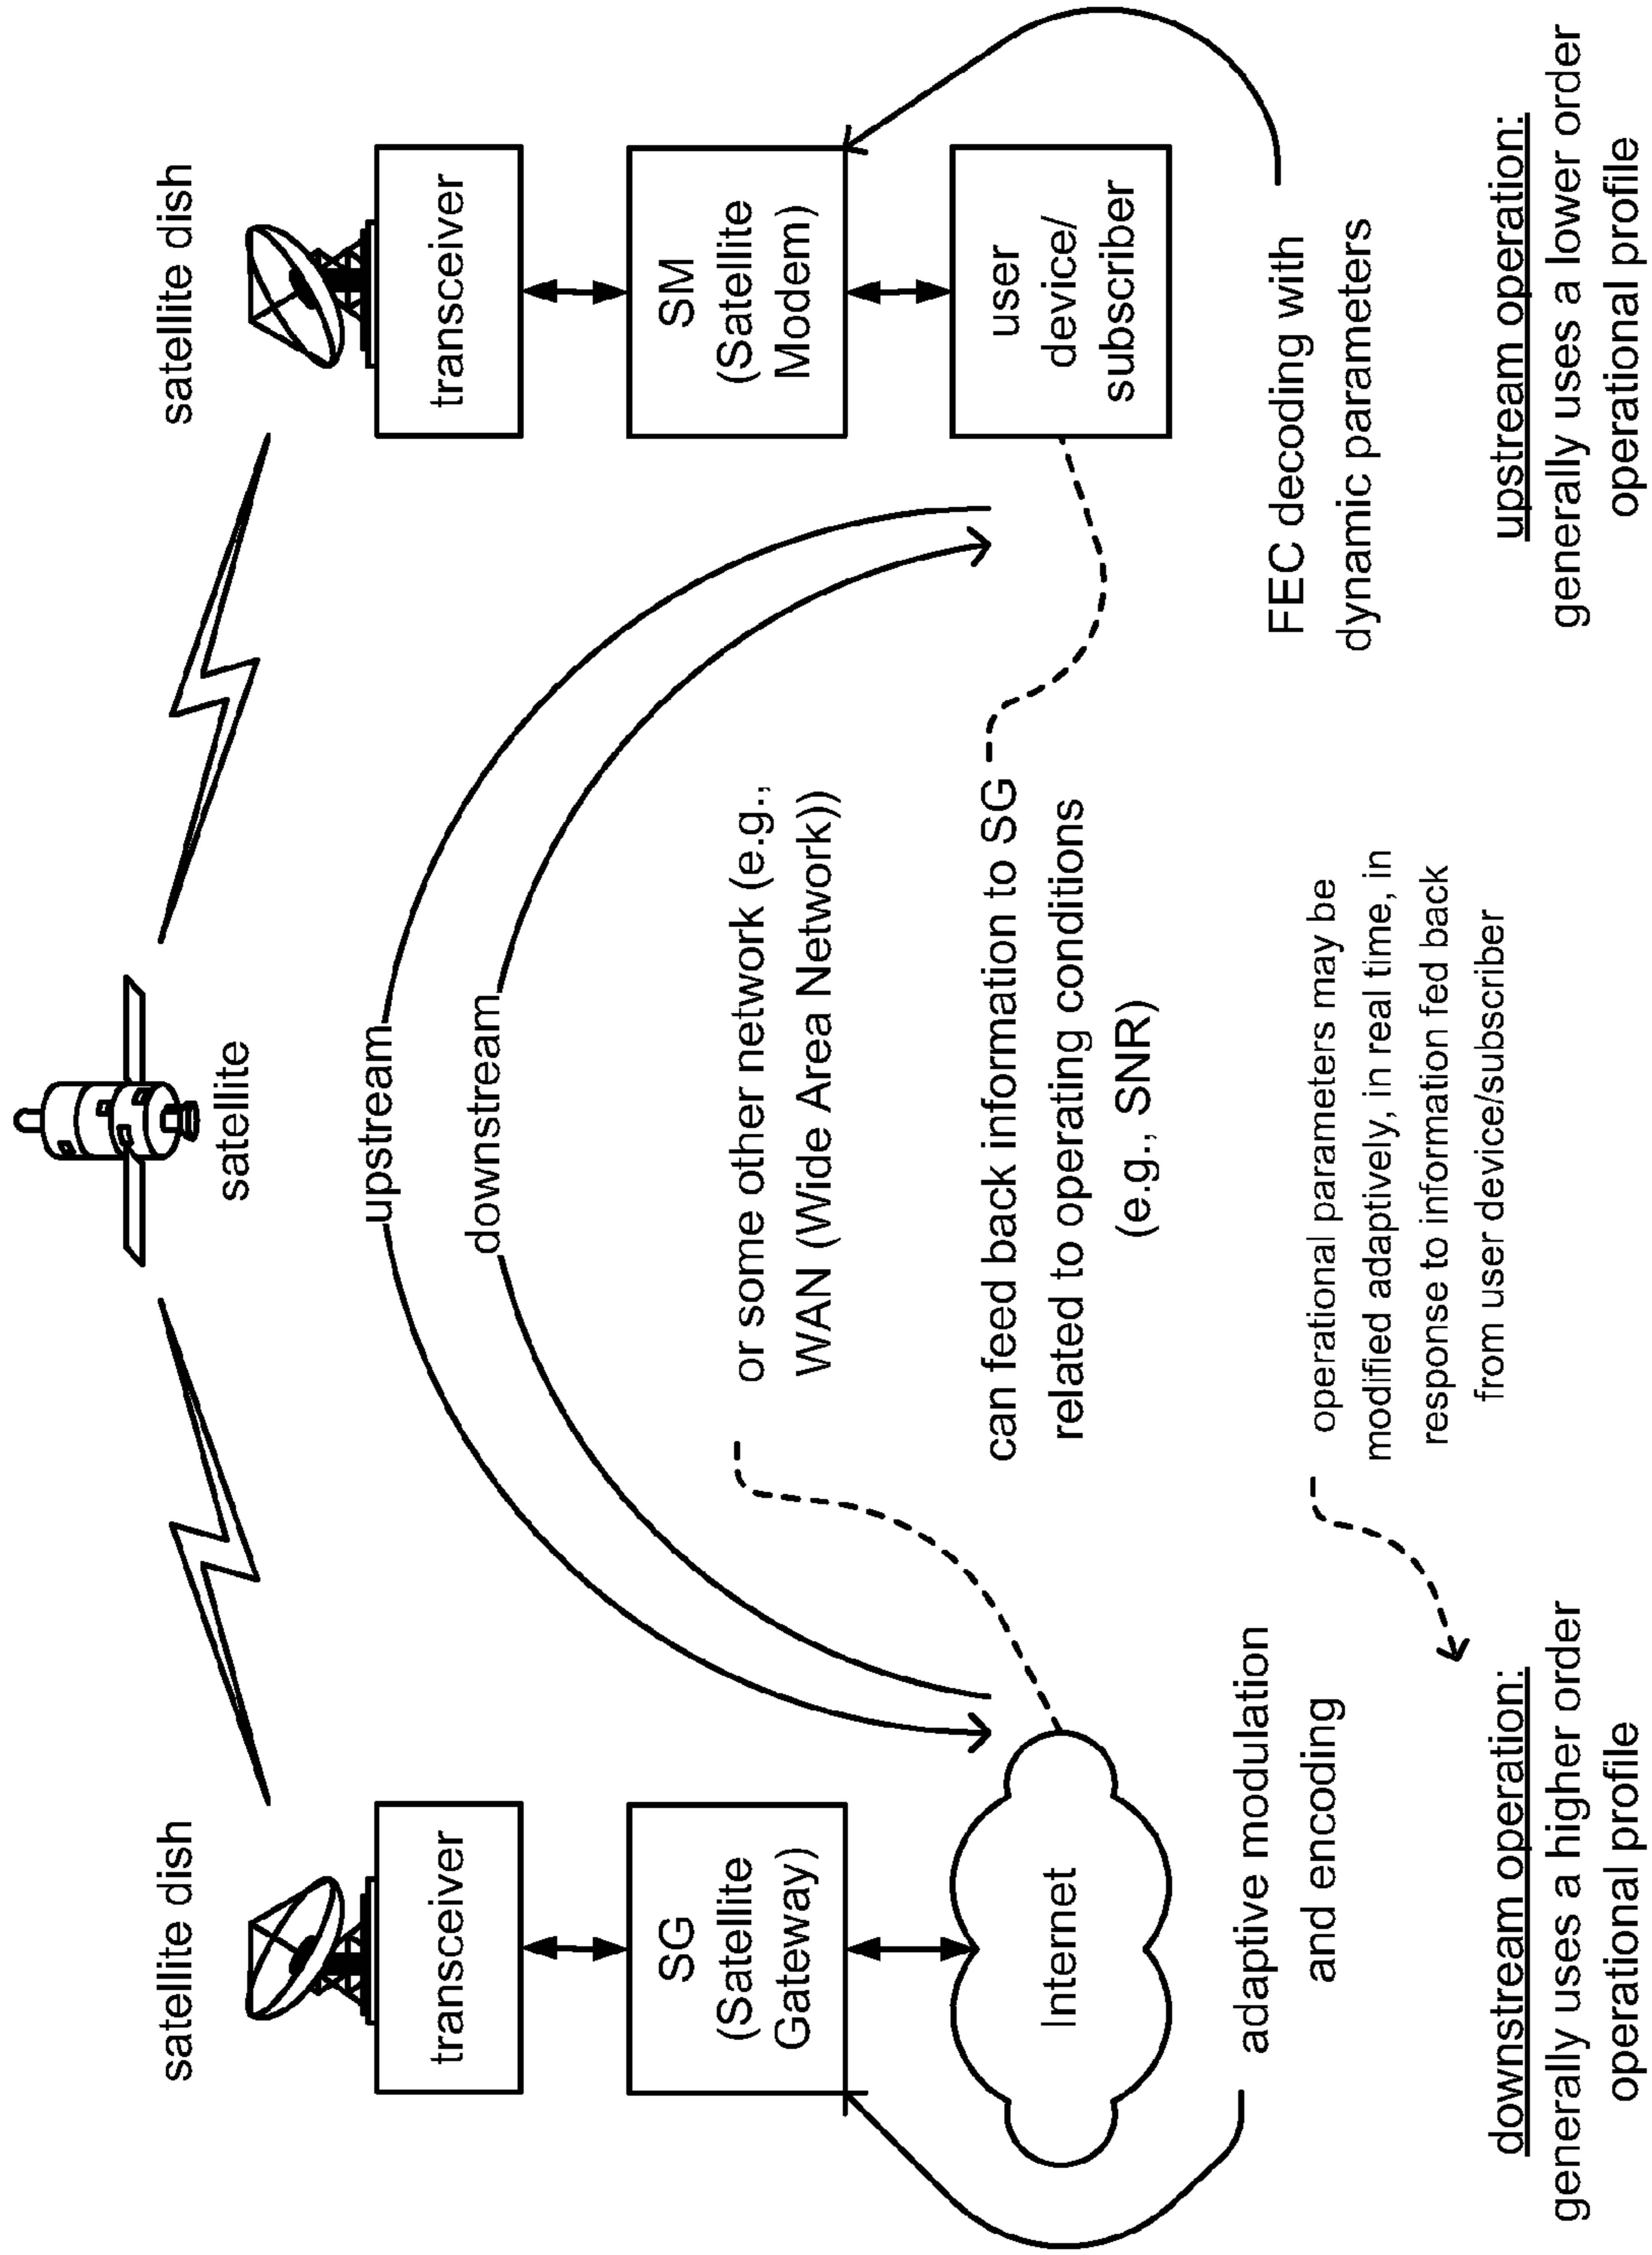 satellite
satellite dish
satellite dish
transceiver
transceiver
upstream
downstream
SG
(Satellite
Gateway)
SM
(Satellite
Modem)
or some other network (e.g.,
WAN (Wide Area Network))
Internet
can feed back information to SG
related to operating conditions
(e.g., SNR)
user
device/
subscriber
adaptive modulation
and encoding
operational parameters may be
modified adaptively, in real time, in
response to information fed back
from user device/subscriber
FEC decoding with
dynamic parameters
downstream operation:
generally uses a higher order
operational profile
upstream operation:
generally uses a lower order
operational profile